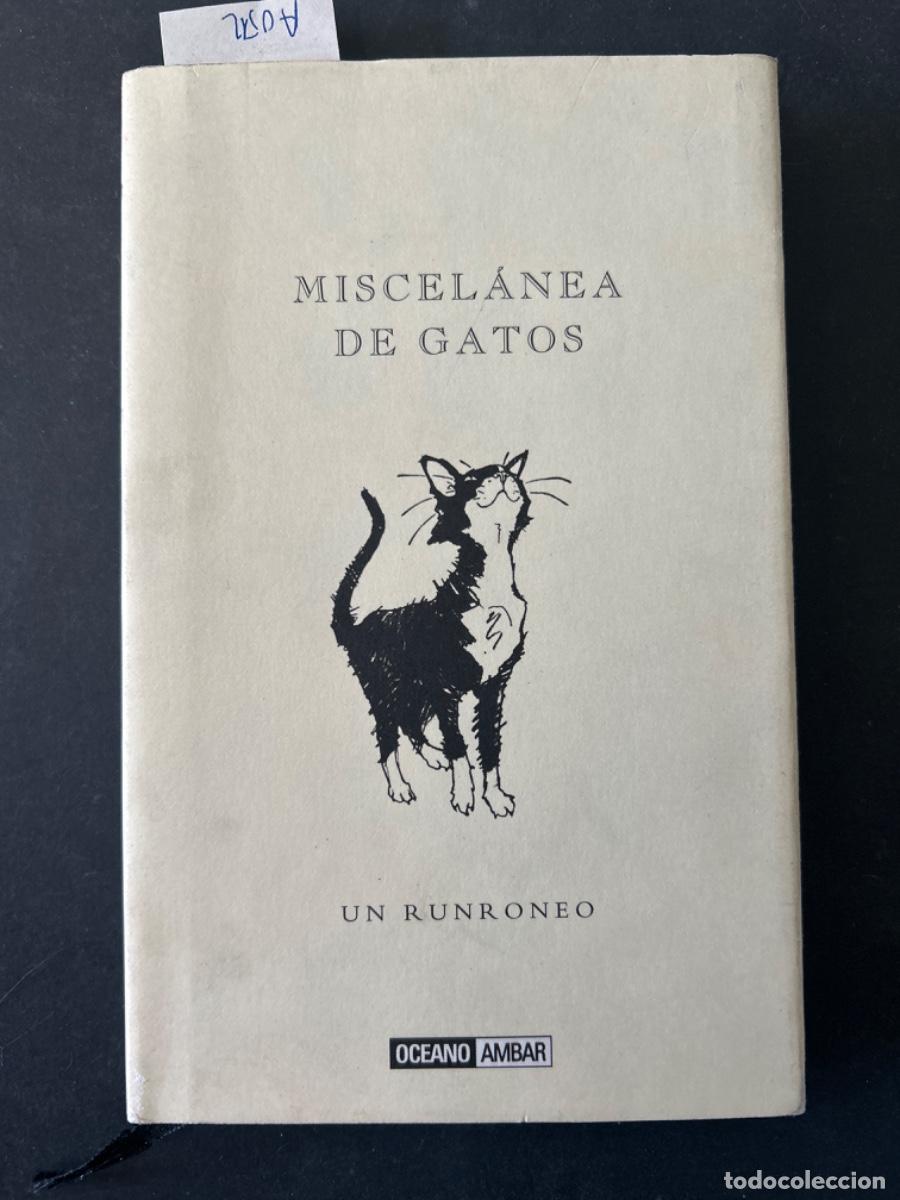 MISCELÁNEA
DE GATOS
UN RUNRONEO
OCEANO AMBAR
todocoleccion